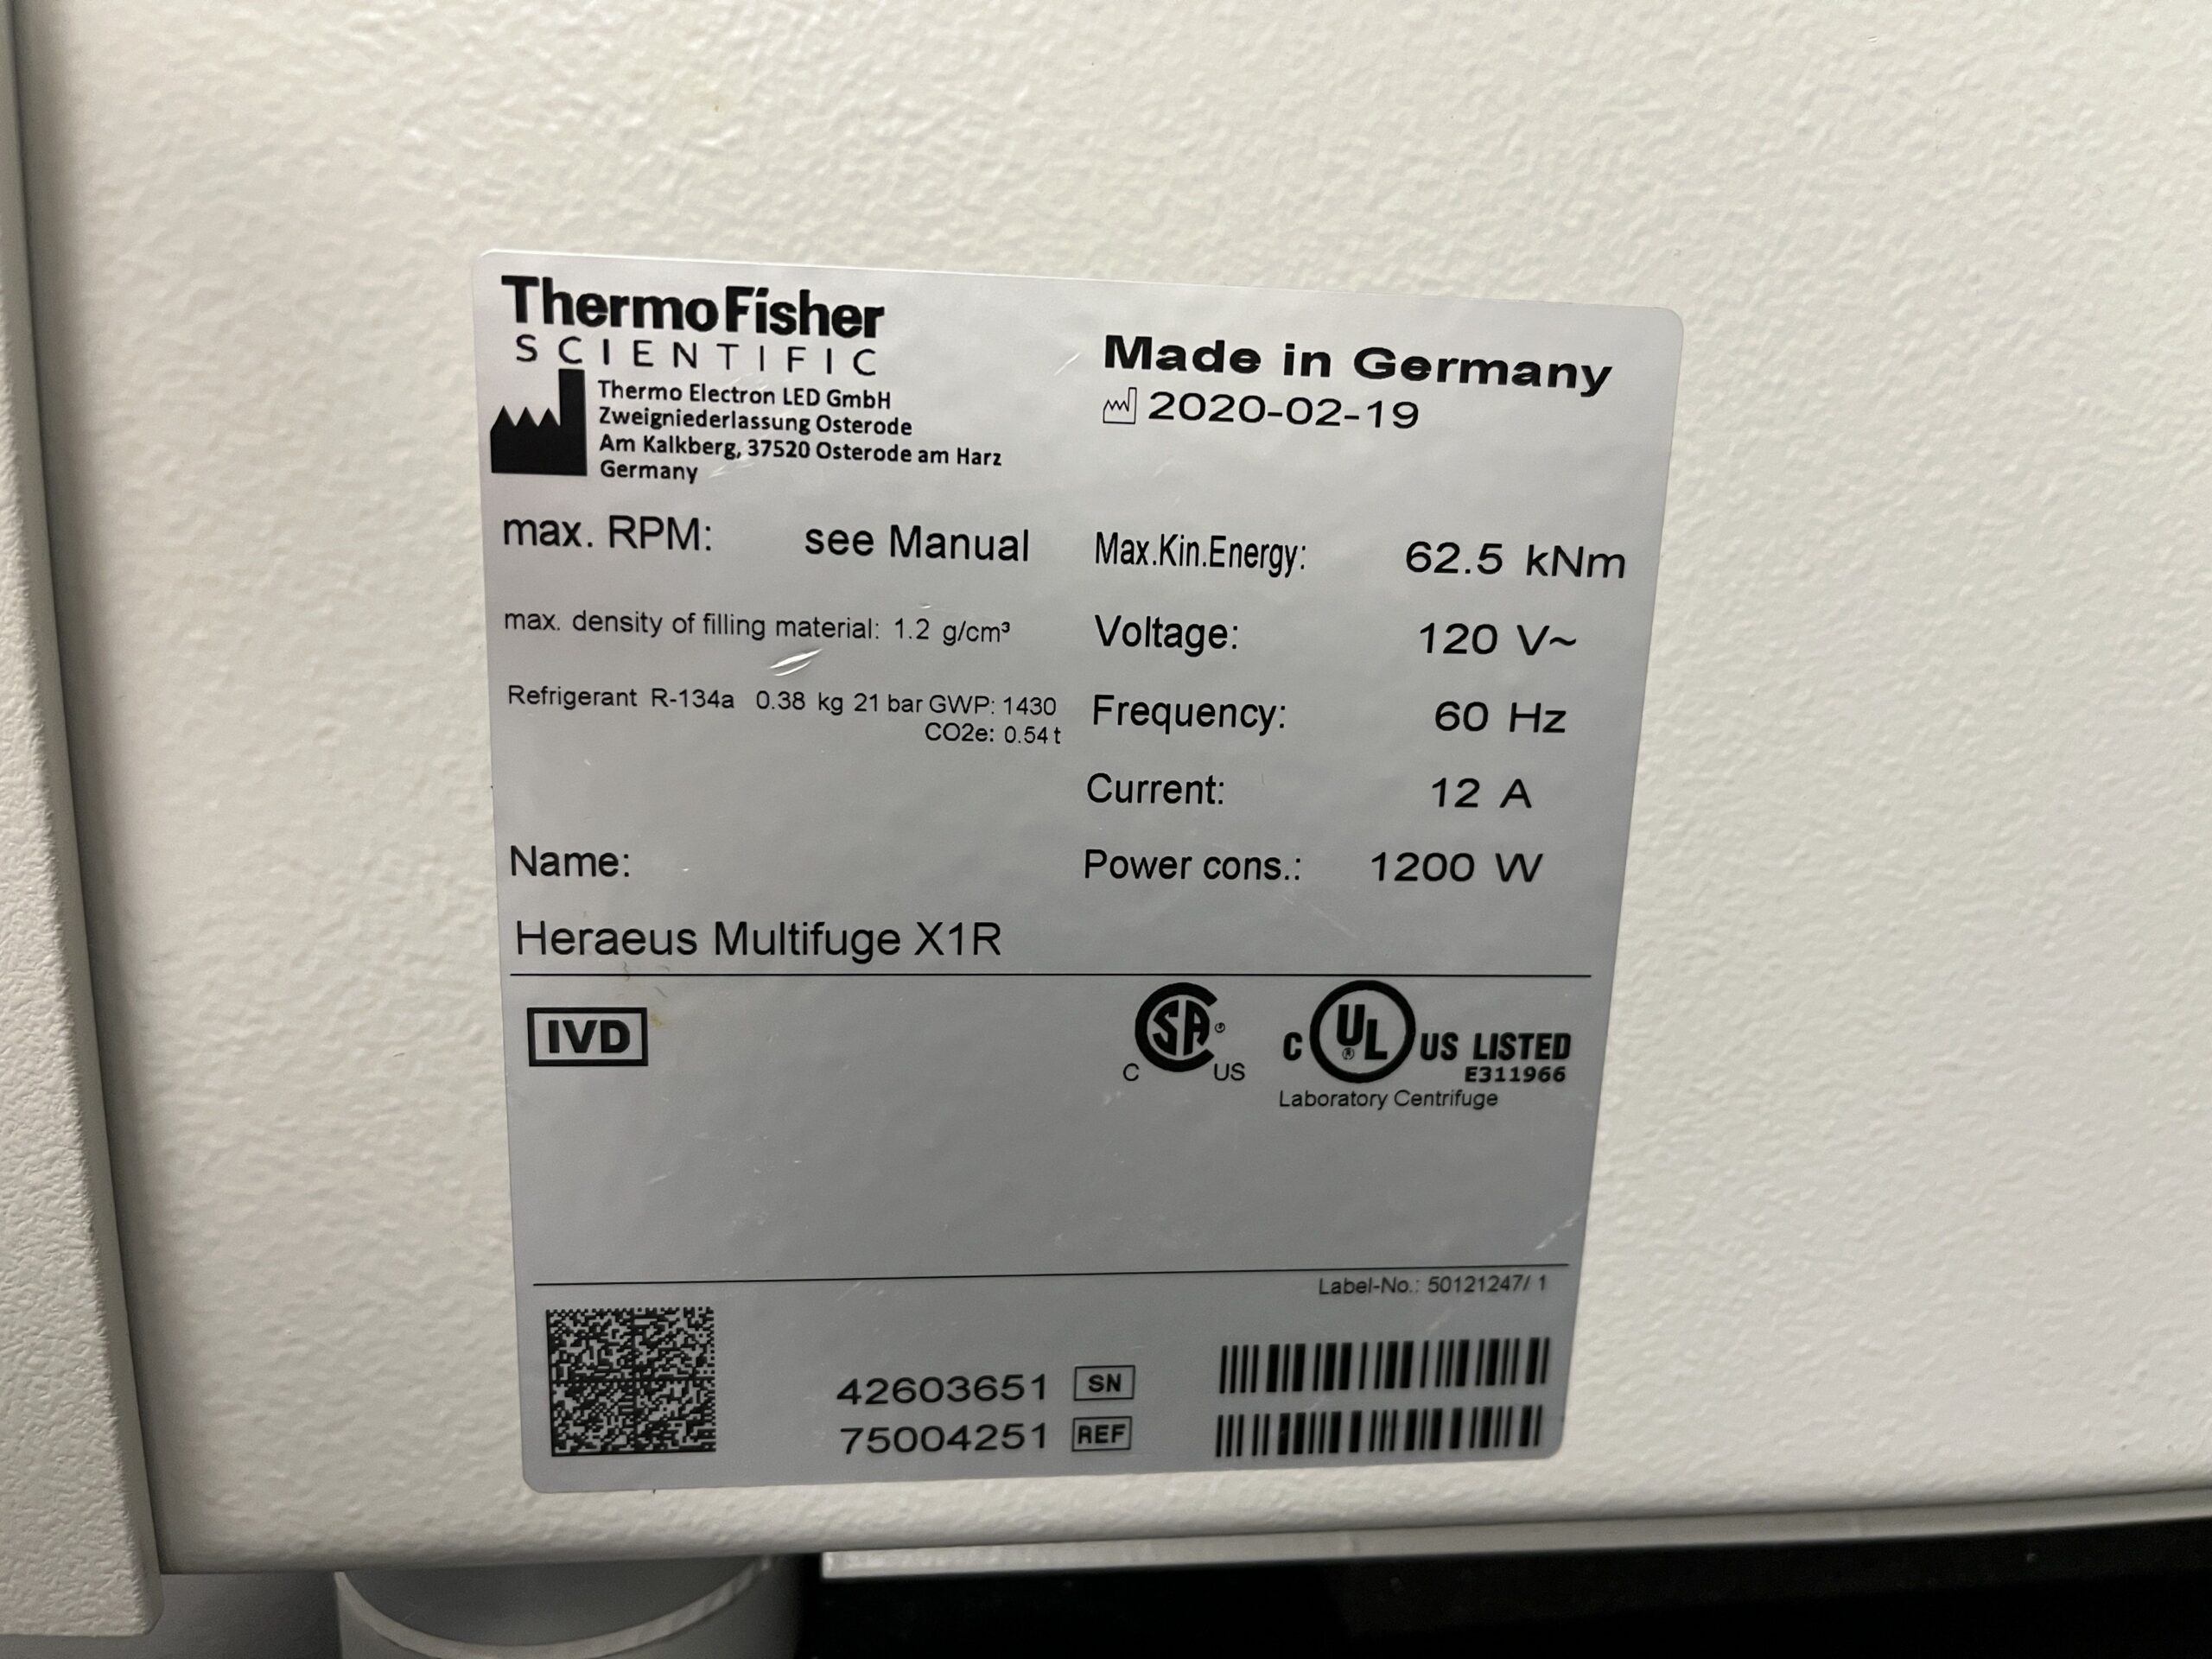 ThermoFisher
SCIENTIFIC
Thermo Electron LED GmbH
Zweigniederlassung Osterode
Am Kalkberg, 37520 Osterode am Harz
Germany
Made in Germany
2020-02-19
max. RPM: see Manual
Max.Kin.Energy: 62.5 kNm
max. density of filling material: 1.2 g/cm³
Voltage: 120 V~
Refrigerant R-134a 0.38 kg 21 bar GWP: 1430
CO2e: 0.54 t
Frequency: 60 Hz
Current: 12 A
Name:
Power cons.: 1200 W
Heraeus Multifuge X1R
IVD
C SA® US
C UL® US LISTED
E311966
Laboratory Centrifuge
Label-No.: 50121247/ 1
42603651 SN
75004251 REF